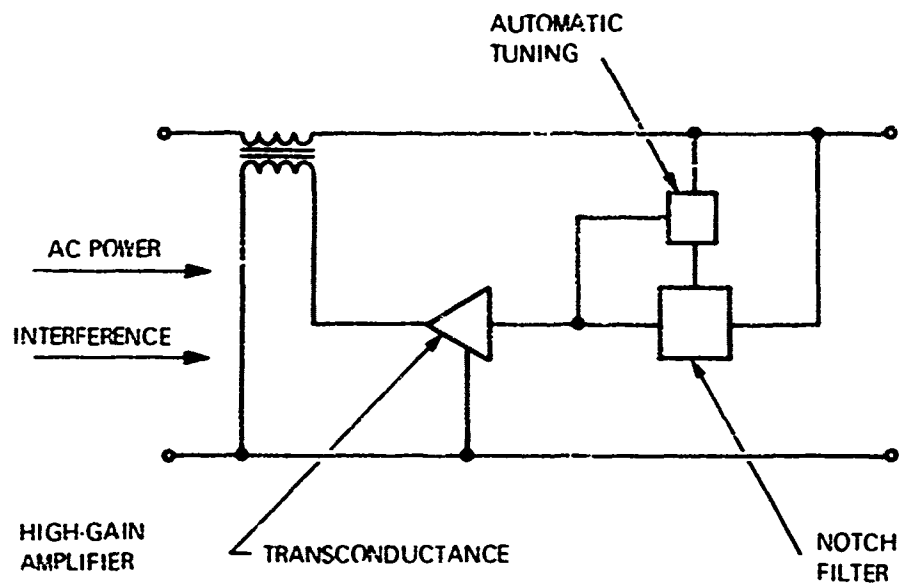 AUTOMATIC
TUNING
AC POWER
INTERFERENCE
HIGH-GAIN
AMPLIFIER
TRANSCONDUCTANCE
NOTCH
FILTER